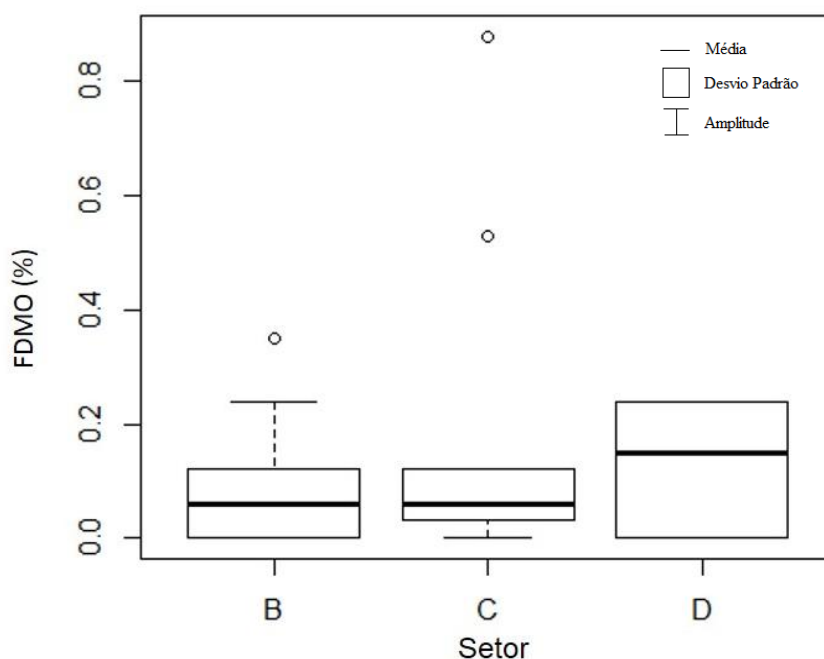 Média
Desvio Padrão
Amplitude
FDMO (%)
0.8
0.6
0.4
0.2
0.0
B C D
Setor